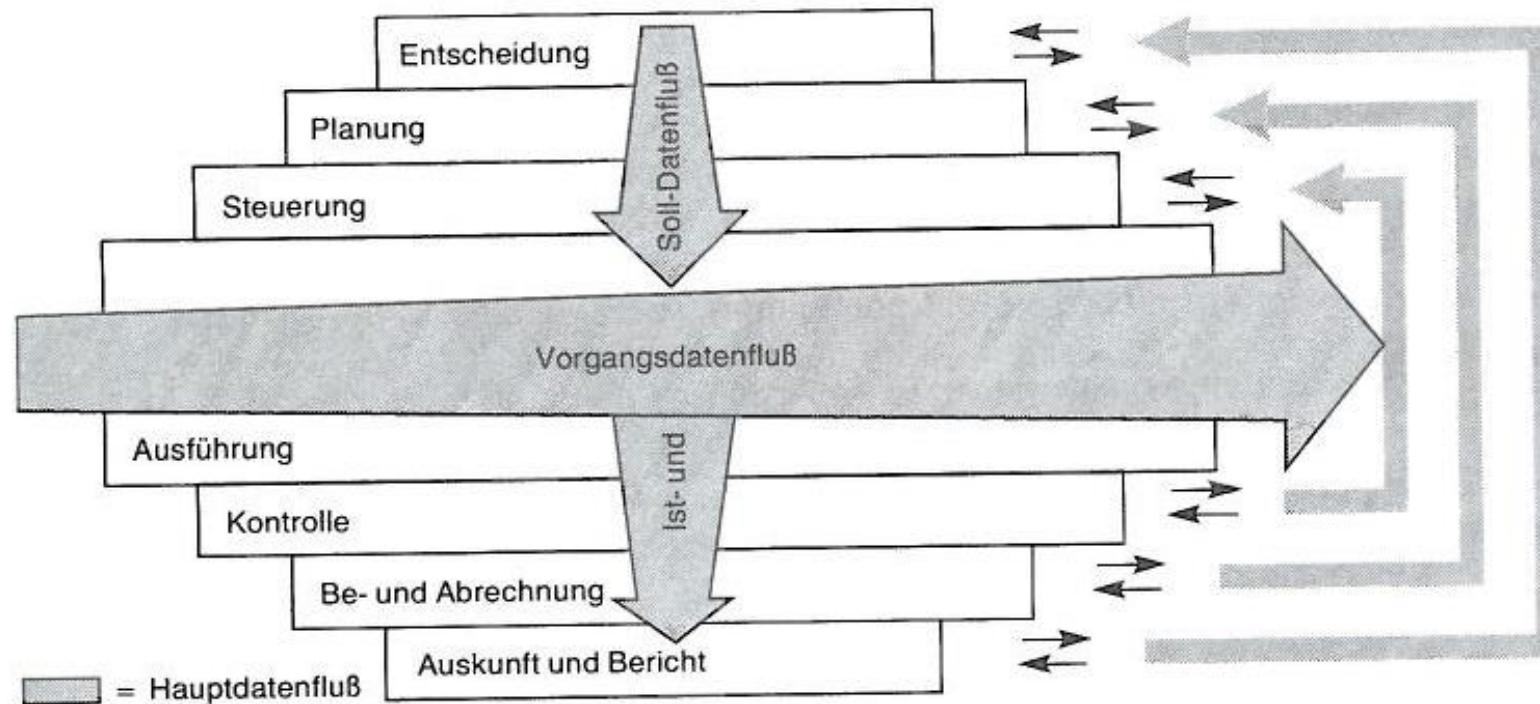 Entscheidung
Planung
Steuerung
Soll-Datenfluß
Vorgangsdatenfluß
Ausführung
Ist- und
Kontrolle
Be- und Abrechnung
Auskunft und Bericht
= Hauptdatenfluß